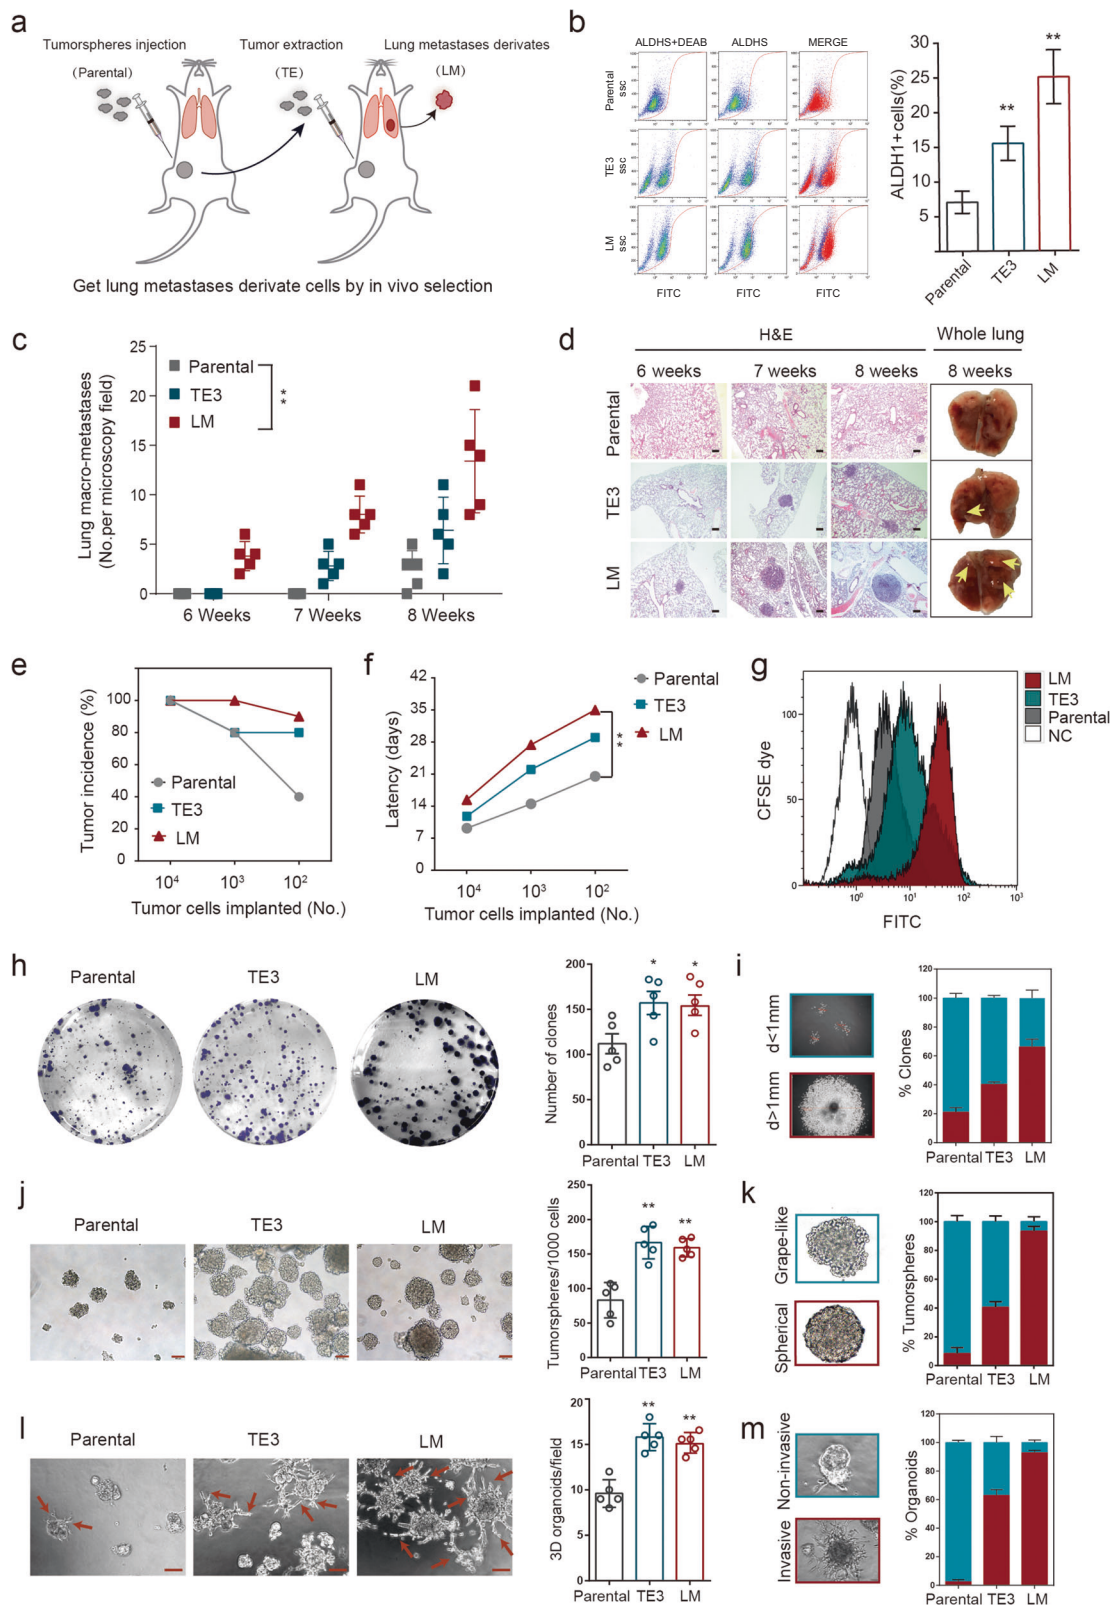 a
Tumorspheres injection
(Parental)
Tumor extraction
(TE)
Lung metastases derivates
(LM)
Get lung metastases derivate cells by in vivo selection
b
ALDHS+DEAB
ALDHS
MERGE
Parental
ssc
TE3
ssc
LM
ssc
FITC
FITC
FITC
ALDH1+cells(%)
30
25
20
15
10
5
**
**
Parental
TE3
LM
c
Lung macro-metastases
(No.per microscopy field)
25
20
15
10
5
0
Parental
TE3
LM
**
6 Weeks
7 Weeks
8 Weeks
d
H&E
Whole lung
6 weeks
7 weeks
8 weeks
8 weeks
Parental
TE3
LM
e
Tumor incidence (%)
100
80
60
40
20
0
Parental
TE3
LM
10⁴
10³
10²
Tumor cells implanted (No.)
f
Latency (days)
42
35
28
21
14
7
0
Parental
TE3
LM
**
10⁴
10³
10²
Tumor cells implanted (No.)
g
CFSE dye
100
50
0
LM
TE3
Parental
NC
10⁰
10¹
10²
10³
FITC
h
Parental
TE3
LM
Number of clones
200
150
100
50
0
*
*
Parental
TE3
LM
i
d<1mm
d>1mm
% Clones
120
100
80
60
40
20
0
Parental
TE3
LM
j
Parental
TE3
LM
Tumorspheres/1000 cells
250
200
150
100
50
0
**
**
Parental
TE3
LM
k
Grape-like
Spherical
% Tumorspheres
120
100
80
60
40
20
0
Parental
TE3
LM
l
Parental
TE3
LM
3D organoids/field
20
15
10
5
0
**
**
Parental
TE3
LM
m
Non-invasive
Invasive
% Organoids
120
100
80
60
40
20
0
Parental
TE3
LM